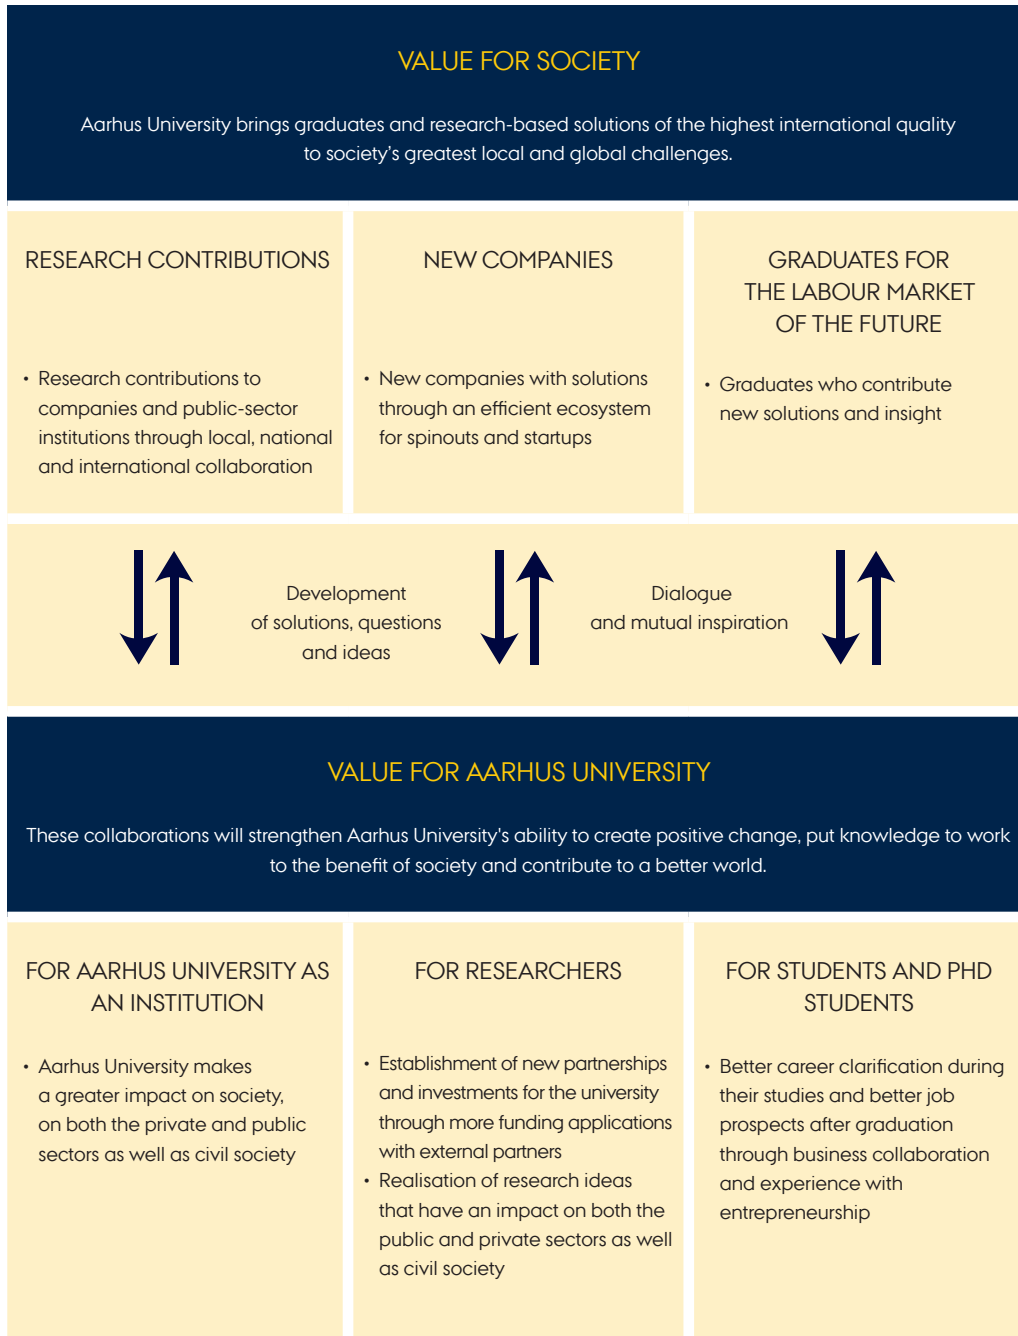 VALUE FOR SOCIETY
Aarhus University brings graduates and research-based solutions of the highest international quality
to society's greatest local and global challenges.
RESEARCH CONTRIBUTIONS
• Research contributions to
companies and public-sector
institutions through local, national
and international collaboration
NEW COMPANIES
• New companies with solutions
through an efficient ecosystem
for spinouts and startups
GRADUATES FOR
THE LABOUR MARKET
OF THE FUTURE
• Graduates who contribute
new solutions and insight
Development
of solutions, questions
and ideas
Dialogue
and mutual inspiration
VALUE FOR AARHUS UNIVERSITY
These collaborations will strengthen Aarhus University's ability to create positive change, put knowledge to work
to the benefit of society and contribute to a better world.
FOR AARHUS UNIVERSITY AS
AN INSTITUTION
• Aarhus University makes
a greater impact on society,
on both the private and public
sectors as well as civil society
FOR RESEARCHERS
• Establishment of new partnerships
and investments for the university
through more funding applications
with external partners
• Realisation of research ideas
that have an impact on both the
public and private sectors as well
as civil society
FOR STUDENTS AND PHD
STUDENTS
• Better career clarification during
their studies and better job
prospects after graduation
through business collaboration
and experience with
entrepreneurship